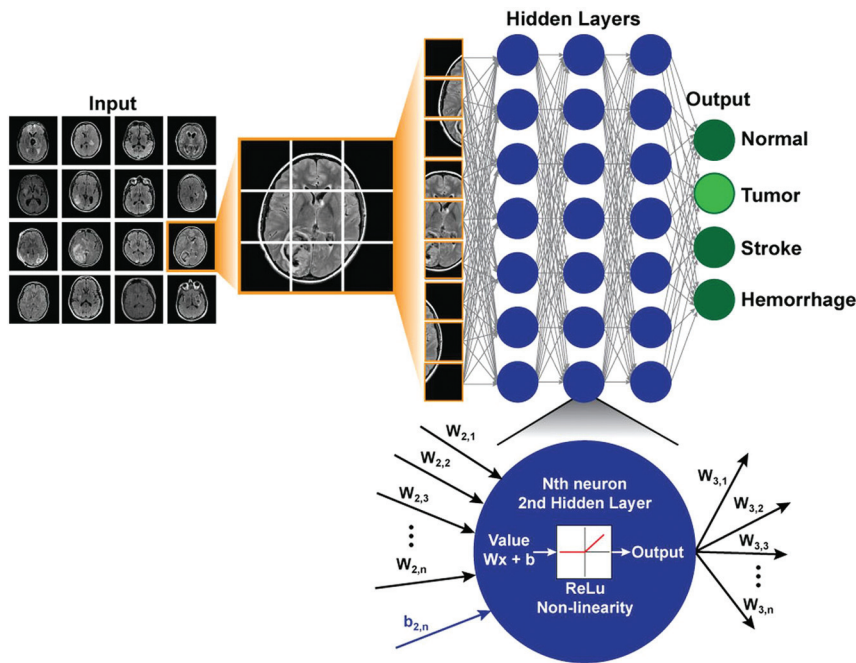 Hidden Layers
Input
Output
Normal
Tumor
Stroke
Hemorrhage
W2,1
W2,2
W2,3
W2,n
b2,n
Nth neuron
2nd Hidden Layer
Value
Wx + b
Output
ReLu
Non-linearity
W3,1
W3,2
W3,3
W3,n